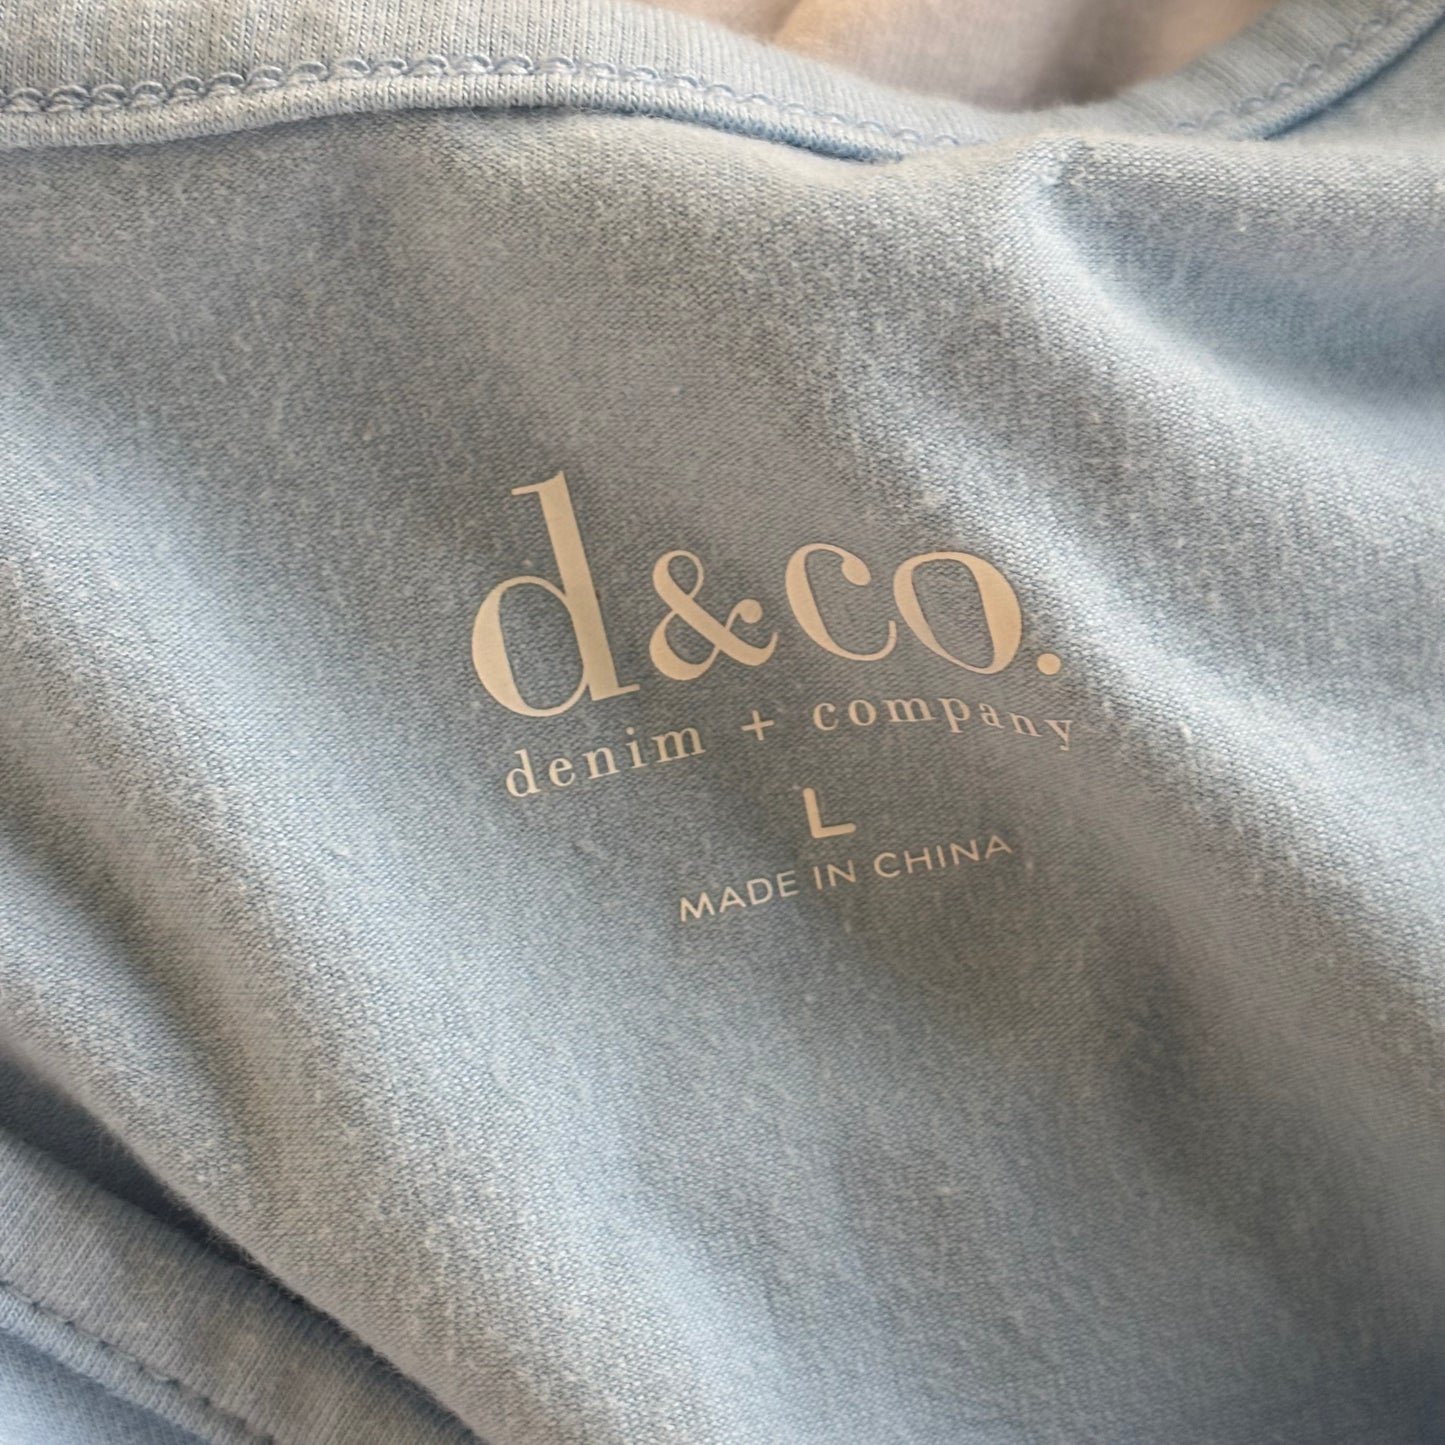 d&co.
denim + company
L
MADE IN CHINA